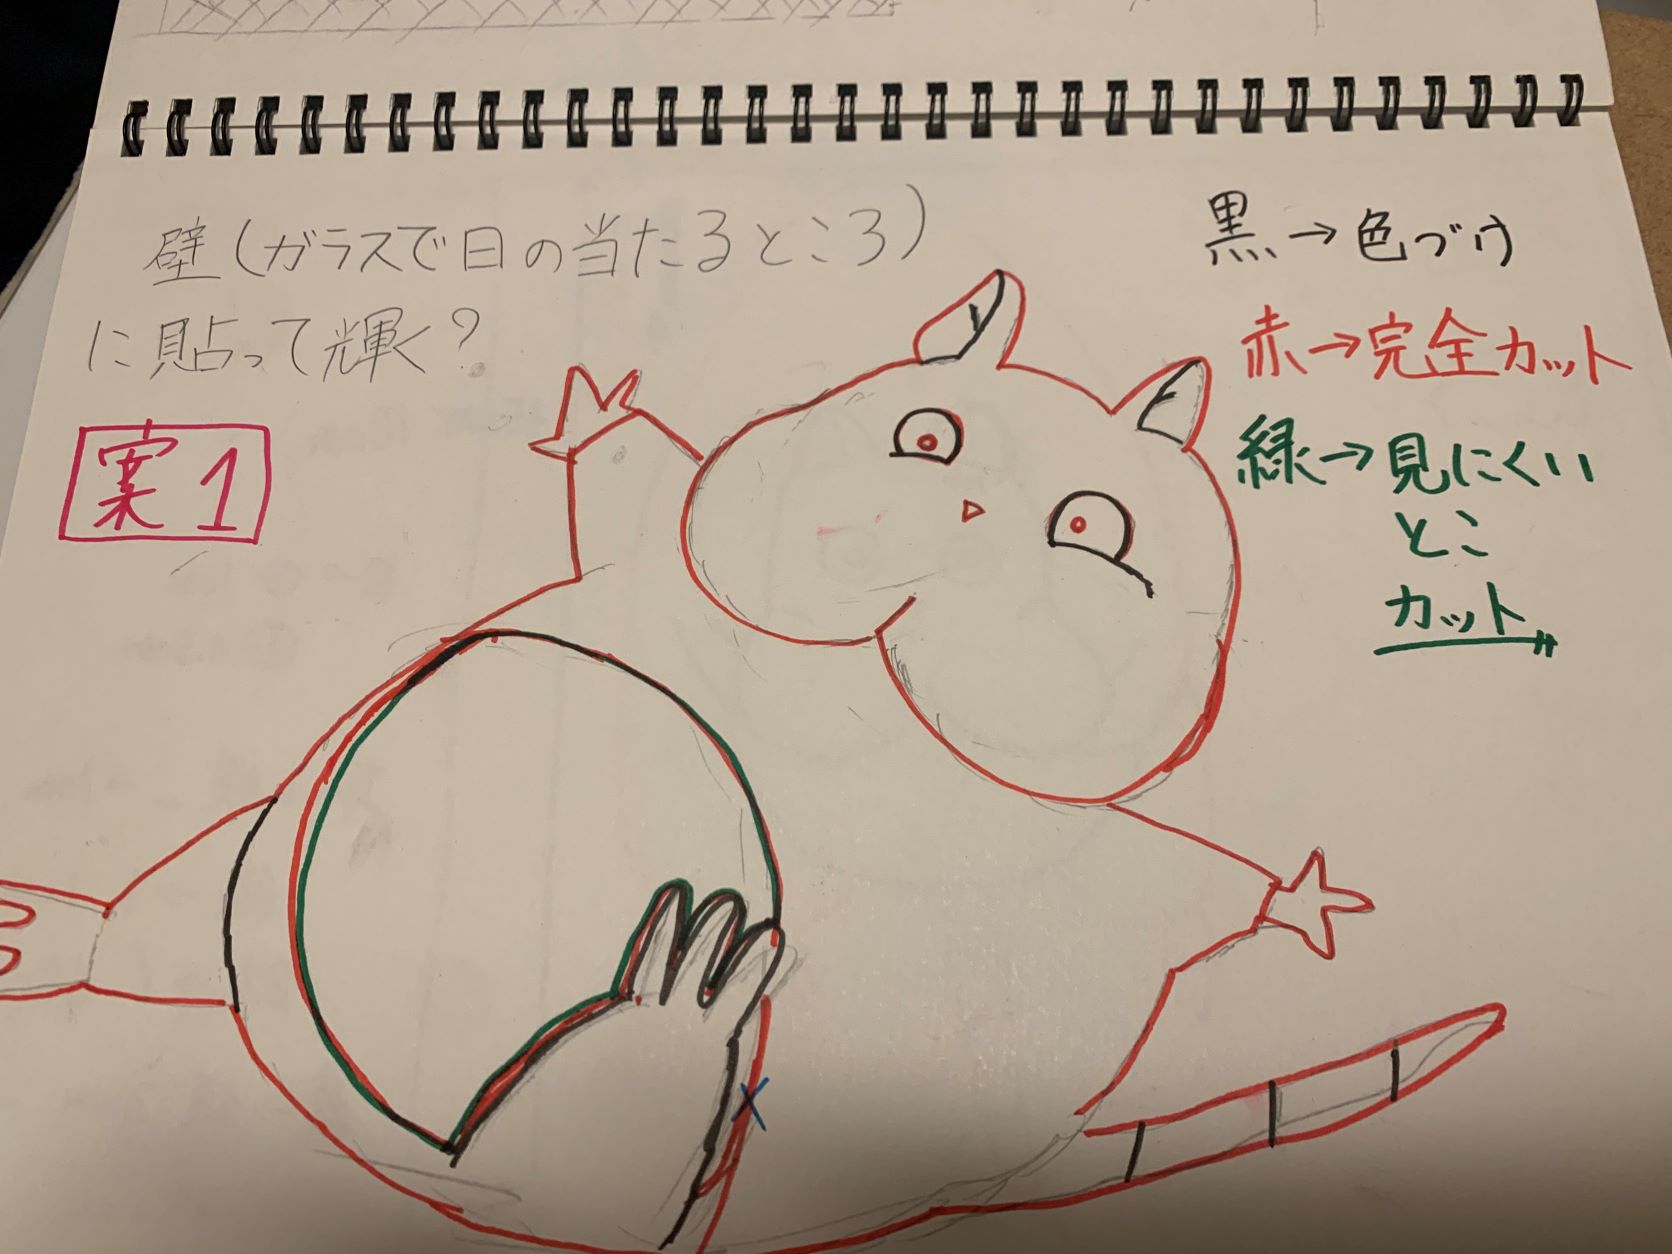 壁(ガラスで日の当たるところ)
に貼って輝く?
案1
黒→色づけ
赤→完全カット
緑→見にくい
とこ
カット